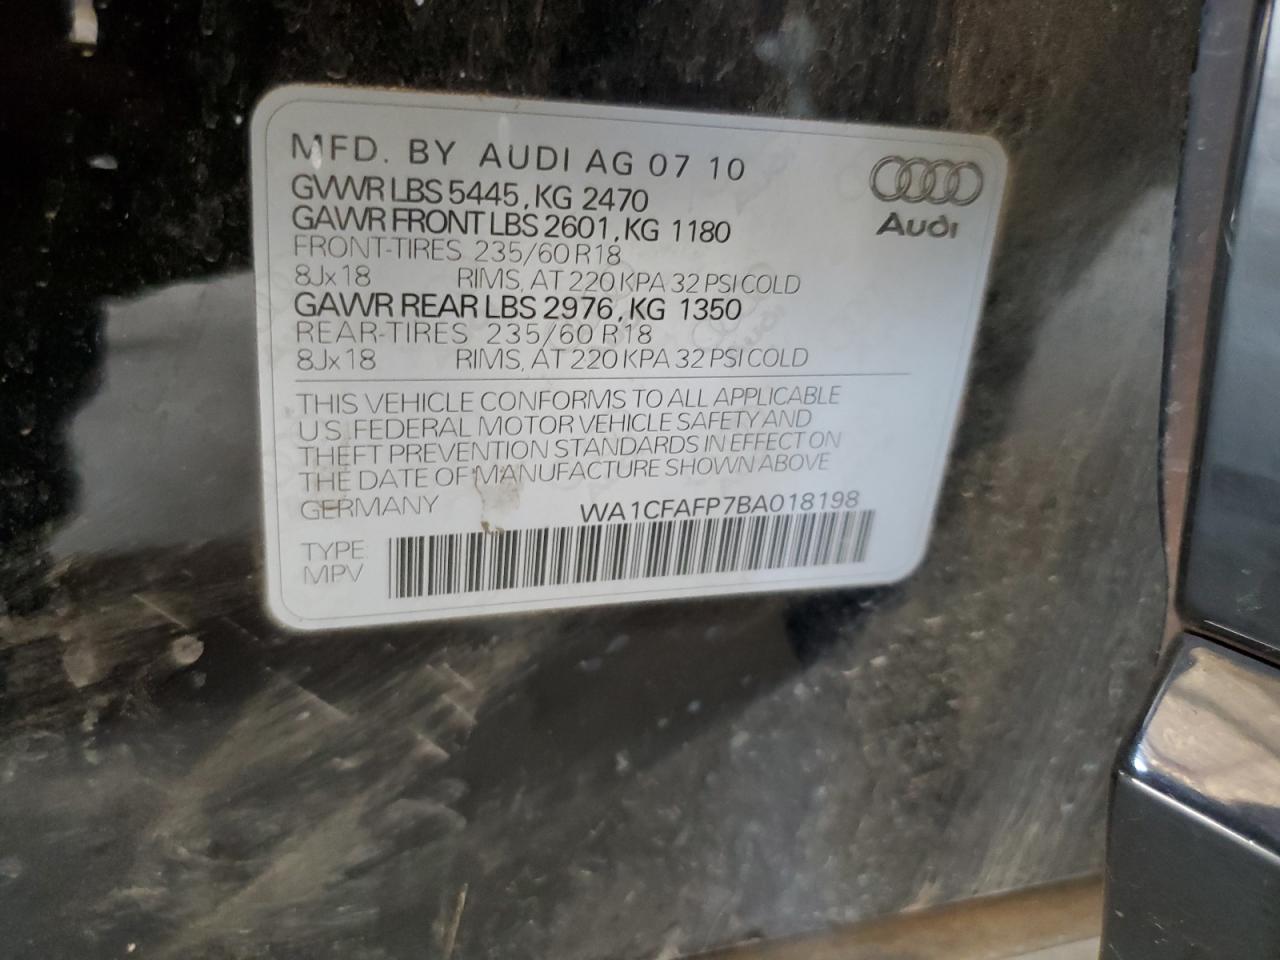 MFD. BY AUDI AG 07 10
GVWR LBS 5445, KG 2470
GAWR FRONT LBS 2601, KG 1180
FRONT-TIRES 235/60 R18
8Jx18 RIMS, AT 220 KPA 32 PSI COLD
GAWR REAR LBS 2976, KG 1350
REAR-TIRES 235/60 R18
8Jx18 RIMS, AT 220 KPA 32 PSI COLD
Audi
THIS VEHICLE CONFORMS TO ALL APPLICABLE
U.S. FEDERAL MOTOR VEHICLE SAFETY AND
THEFT PREVENTION STANDARDS IN EFFECT ON
THE DATE OF MANUFACTURE SHOWN ABOVE
GERMANY WA1CFAFP7BA018198
TYPE
MPV